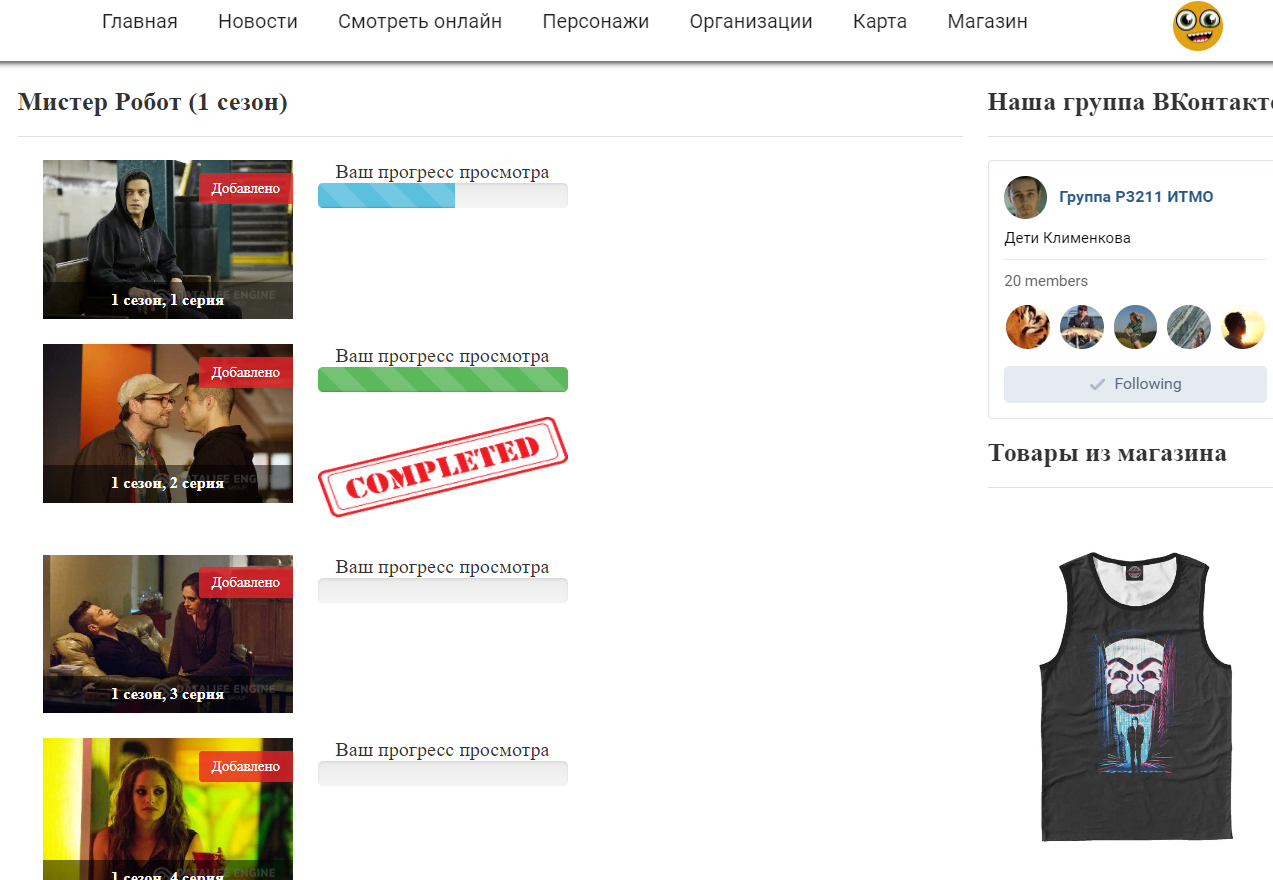 Главная Новости Смотреть онлайн Персонажи Организации Карта Магазин
Мистер Робот (1 сезон)
Добавлено
1 сезон, 1 серия
Ваш прогресс просмотра
Добавлено
1 сезон, 2 серия
Ваш прогресс просмотра
COMPLETED
Добавлено
1 сезон, 3 серия
Ваш прогресс просмотра
Добавлено
1 сезон, 4 серия
Ваш прогресс просмотра
Наша группа ВКонтакте
Группа P3211 ИТМО
Дети Клименкова
20 members
Following
Товары из магазина